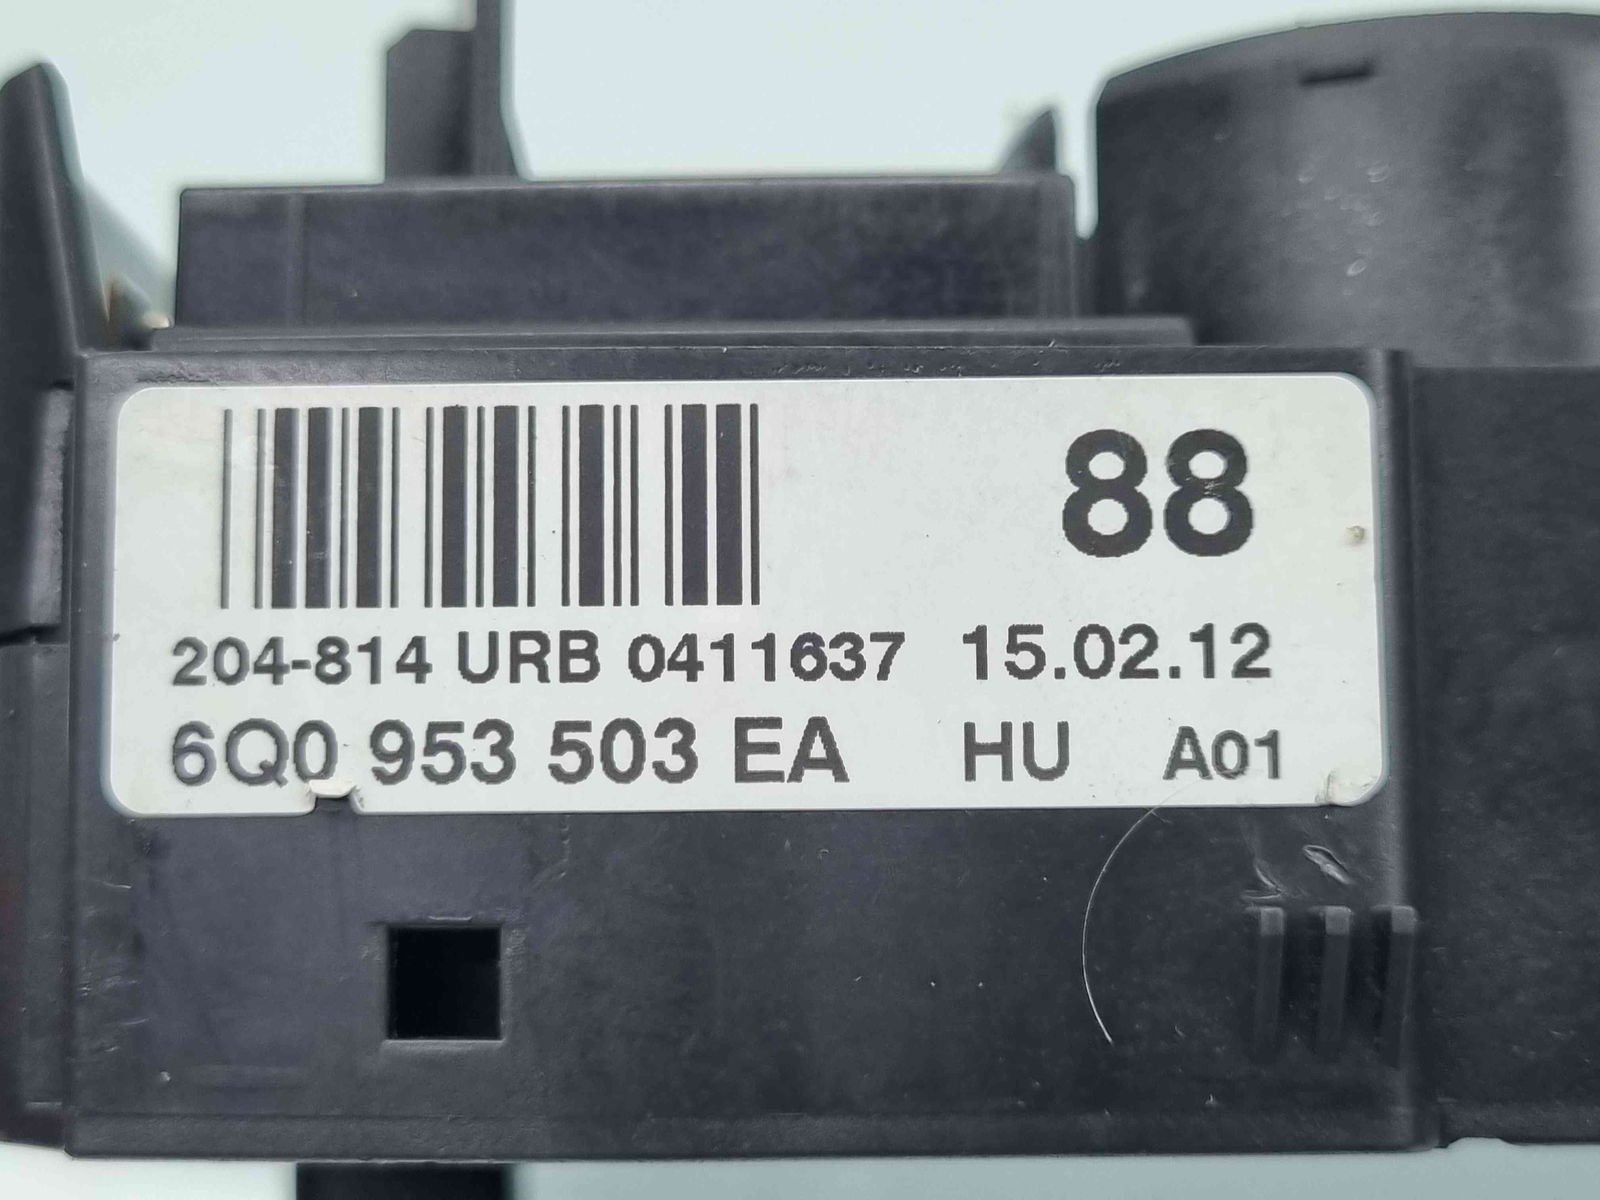 88
204-814 URB 0411637 15.02.12
6Q0 953 503 EA HU A01